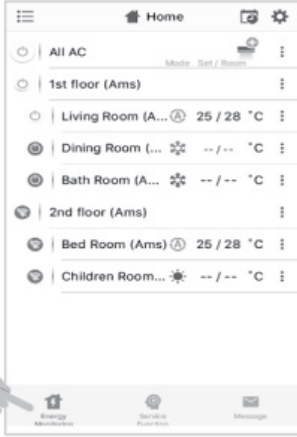 Home
All AC
Mode Set / Room
1st floor (Ams)
Living Room (A... A 25 / 28 °C
Dining Room (... -- / -- °C
Bath Room (A... -- / -- °C
2nd floor (Ams)
Bed Room (Ams) A 25 / 28 °C
Children Room... -- / -- °C
Energy Service Message
Monitoring Function